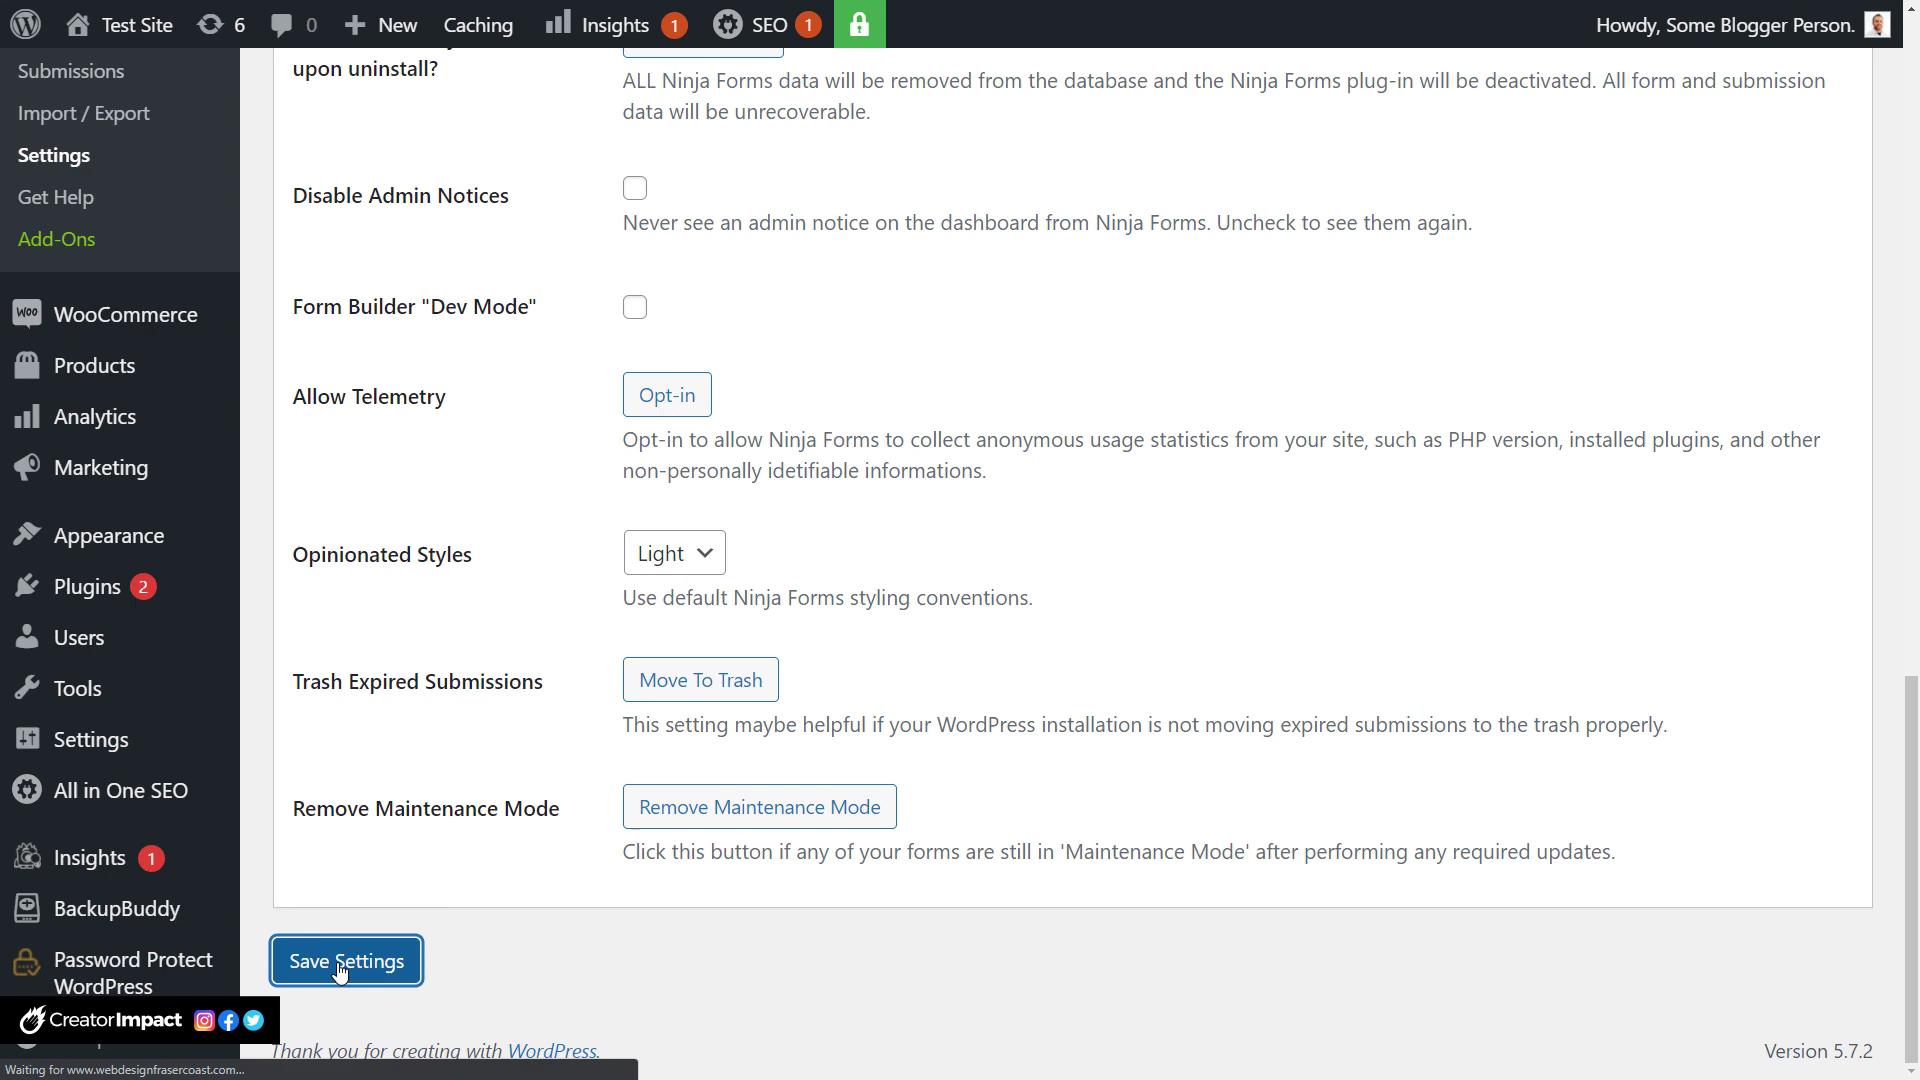 Test Site 6 0 New Caching Insights 1 SEO 1 Howdy, Some Blogger Person.
Submissions
Import / Export
Settings
Get Help
Add-Ons
WooCommerce
Products
Analytics
Marketing
Appearance
Plugins 2
Users
Tools
Settings
All in One SEO
Insights 1
BackupBuddy
Password Protect
WordPress
CreatorImpact
upon uninstall?
ALL Ninja Forms data will be removed from the database and the Ninja Forms plug-in will be deactivated. All form and submission
data will be unrecoverable.
Disable Admin Notices
Never see an admin notice on the dashboard from Ninja Forms. Uncheck to see them again.
Form Builder "Dev Mode"
Allow Telemetry
Opt-in
Opt-in to allow Ninja Forms to collect anonymous usage statistics from your site, such as PHP version, installed plugins, and other
non-personally idetifiable informations.
Opinionated Styles
Light
Use default Ninja Forms styling conventions.
Trash Expired Submissions
Move To Trash
This setting maybe helpful if your WordPress installation is not moving expired submissions to the trash properly.
Remove Maintenance Mode
Remove Maintenance Mode
Click this button if any of your forms are still in 'Maintenance Mode' after performing any required updates.
Save Settings
Thank you for creating with WordPress.
Version 5.7.2
Waiting for www.webdesignfrasercoast.com...